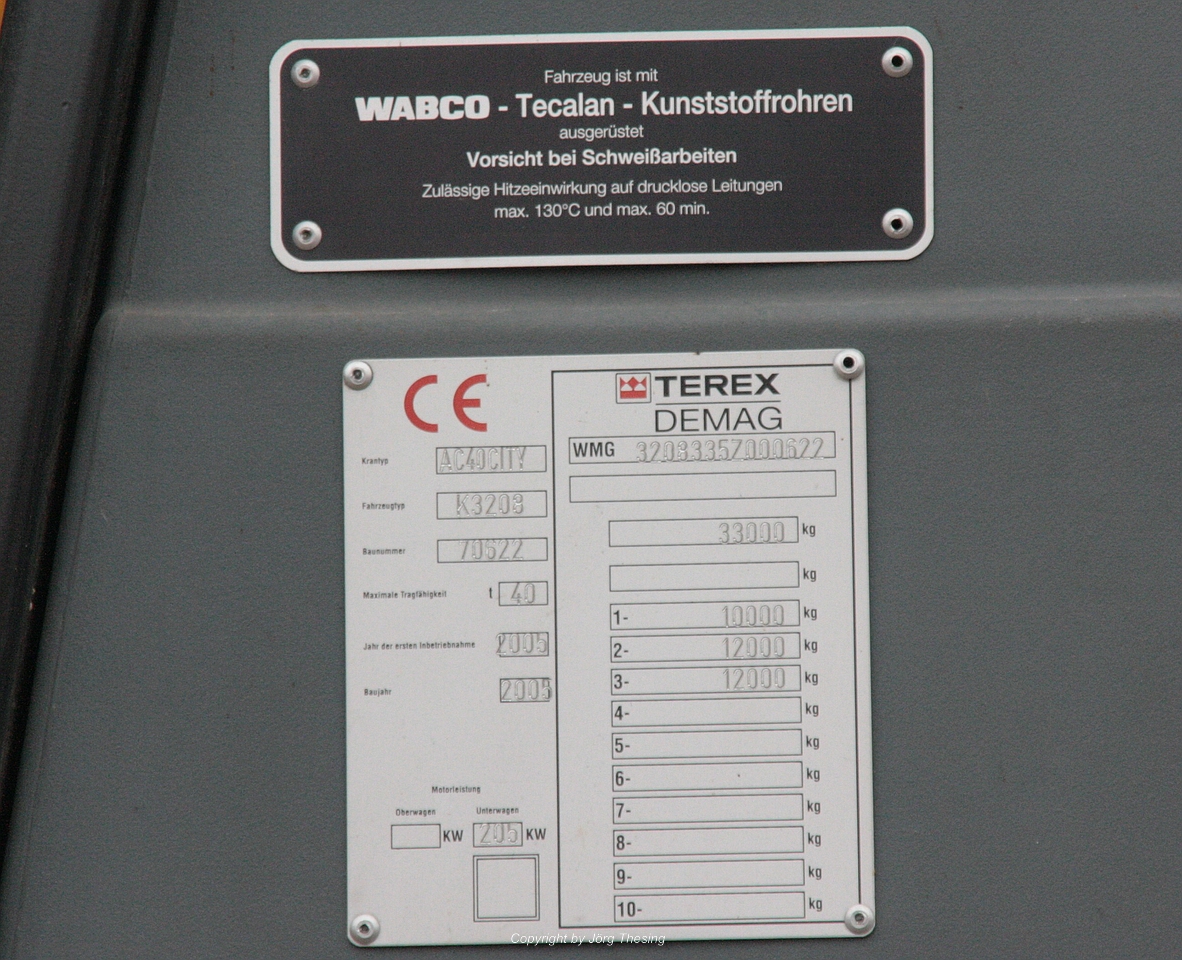 Fahrzeug ist mit
WABCO - Tecalan - Kunststoffrohren
ausgerüstet
Vorsicht bei Schweißarbeiten
Zulässige Hitzeeinwirkung auf drucklose Leitungen
max. 130°C und max. 60 min.
CE
Krantyp AC40CITY
Fahrzeugtyp K3208
Baunummer 70622
Maximale Tragfähigkeit t 40
Jahr der ersten Inbetriebnahme 2005
Baujahr 2005
Motorleistung
Oberwagen Unterwagen
KW 205 KW
TEREX
DEMAG
WMG 3208335Z000622
33000 kg
kg
1- 10000 kg
2- 12000 kg
3- 12000 kg
4- kg
5- kg
6- kg
7- kg
8- kg
9- kg
10- kg
Copyright by Jörg Thesing